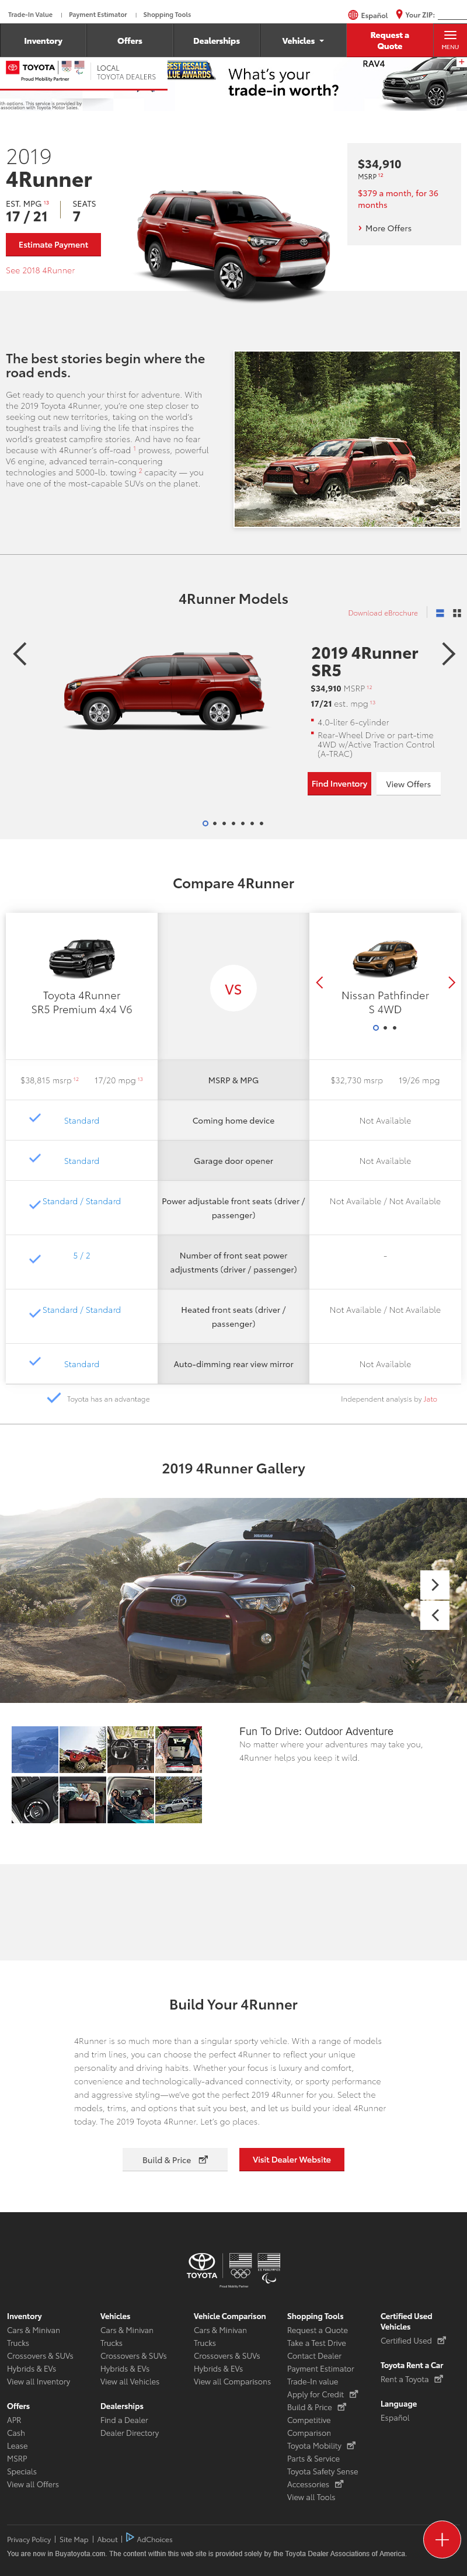 Trade-In Value | Payment Estimator | Shopping Tools
Español
Your ZIP:
Inventory
Offers
Dealerships
Vehicles
Request a
Quote
MENU
TOYOTA
Proud Mobility Partner
LOCAL
TOYOTA DEALERS
BEST RESALE
VALUE AWARDS
What's your
trade-in worth?
RAV4
2019
4Runner
EST. MPG 13
17 / 21
SEATS
7
Estimate Payment
See 2018 4Runner
$34,910
MSRP 12
$379 a month, for 36
months
More Offers
The best stories begin where the
road ends.
Get ready to quench your thirst for adventure. With
the 2019 Toyota 4Runner, you're one step closer to
seeking out new territories, taking on the world's
toughest trails and living the life that inspires the
world's greatest campfire stories. And have no fear
because with 4Runner's off-road 1 prowess, powerful
V6 engine, advanced terrain-conquering
technologies and 5000-lb. towing 2 capacity — you
have one of the most-capable SUVs on the planet.
4Runner Models
Download eBrochure
2019 4Runner
SR5
$34,910 MSRP 12
17/21 est. mpg 13
4.0-liter 6-cylinder
Rear-Wheel Drive or part-time
4WD w/Active Traction Control
(A-TRAC)
Find Inventory
View Offers
Compare 4Runner
Toyota 4Runner
SR5 Premium 4x4 V6
VS
Nissan Pathfinder
S 4WD
$38,815 msrp 12 17/20 mpg 13
MSRP & MPG
$32,730 msrp 19/26 mpg
Standard
Coming home device
Not Available
Standard
Garage door opener
Not Available
Standard / Standard
Power adjustable front seats (driver /
passenger)
Not Available / Not Available
5 / 2
Number of front seat power
adjustments (driver / passenger)
-
Standard / Standard
Heated front seats (driver /
passenger)
Not Available / Not Available
Standard
Auto-dimming rear view mirror
Not Available
Toyota has an advantage
Independent analysis by Jato
2019 4Runner Gallery
Fun To Drive: Outdoor Adventure
No matter where your adventures may take you,
4Runner helps you keep it wild.
Build Your 4Runner
4Runner is so much more than a singular sporty vehicle. With a range of models
and trim lines, you can choose the perfect 4Runner to reflect your unique
personality and driving habits. Whether your focus is luxury and comfort,
convenience and technologically-advanced connectivity, or sporty performance
and aggressive styling—we've got the perfect 2019 4Runner for you. Select the
models, trims, and options that suit you best, and let us build your ideal 4Runner
today. The 2019 Toyota 4Runner. Let's go places.
Build & Price
Visit Dealer Website
TOYOTA
Proud Mobility Partner
Inventory
Cars & Minivan
Trucks
Crossovers & SUVs
Hybrids & EVs
View all Inventory
Offers
APR
Cash
Lease
MSRP
Specials
View all Offers
Vehicles
Cars & Minivan
Trucks
Crossovers & SUVs
Hybrids & EVs
View all Vehicles
Dealerships
Find a Dealer
Dealer Directory
Vehicle Comparison
Cars & Minivan
Trucks
Crossovers & SUVs
Hybrids & EVs
View all Comparisons
Shopping Tools
Request a Quote
Take a Test Drive
Contact Dealer
Payment Estimator
Trade-In value
Apply for Credit
Build & Price
Competitive
Comparison
Toyota Mobility
Parts & Service
Toyota Safety Sense
Accessories
View all Tools
Certified Used
Vehicles
Certified Used
Toyota Rent a Car
Rent a Toyota
Language
Español
Privacy Policy | Site Map | About | AdChoices
You are now in Buyatoyota.com. The content within this web site is provided solely by the Toyota Dealer Associations of America.